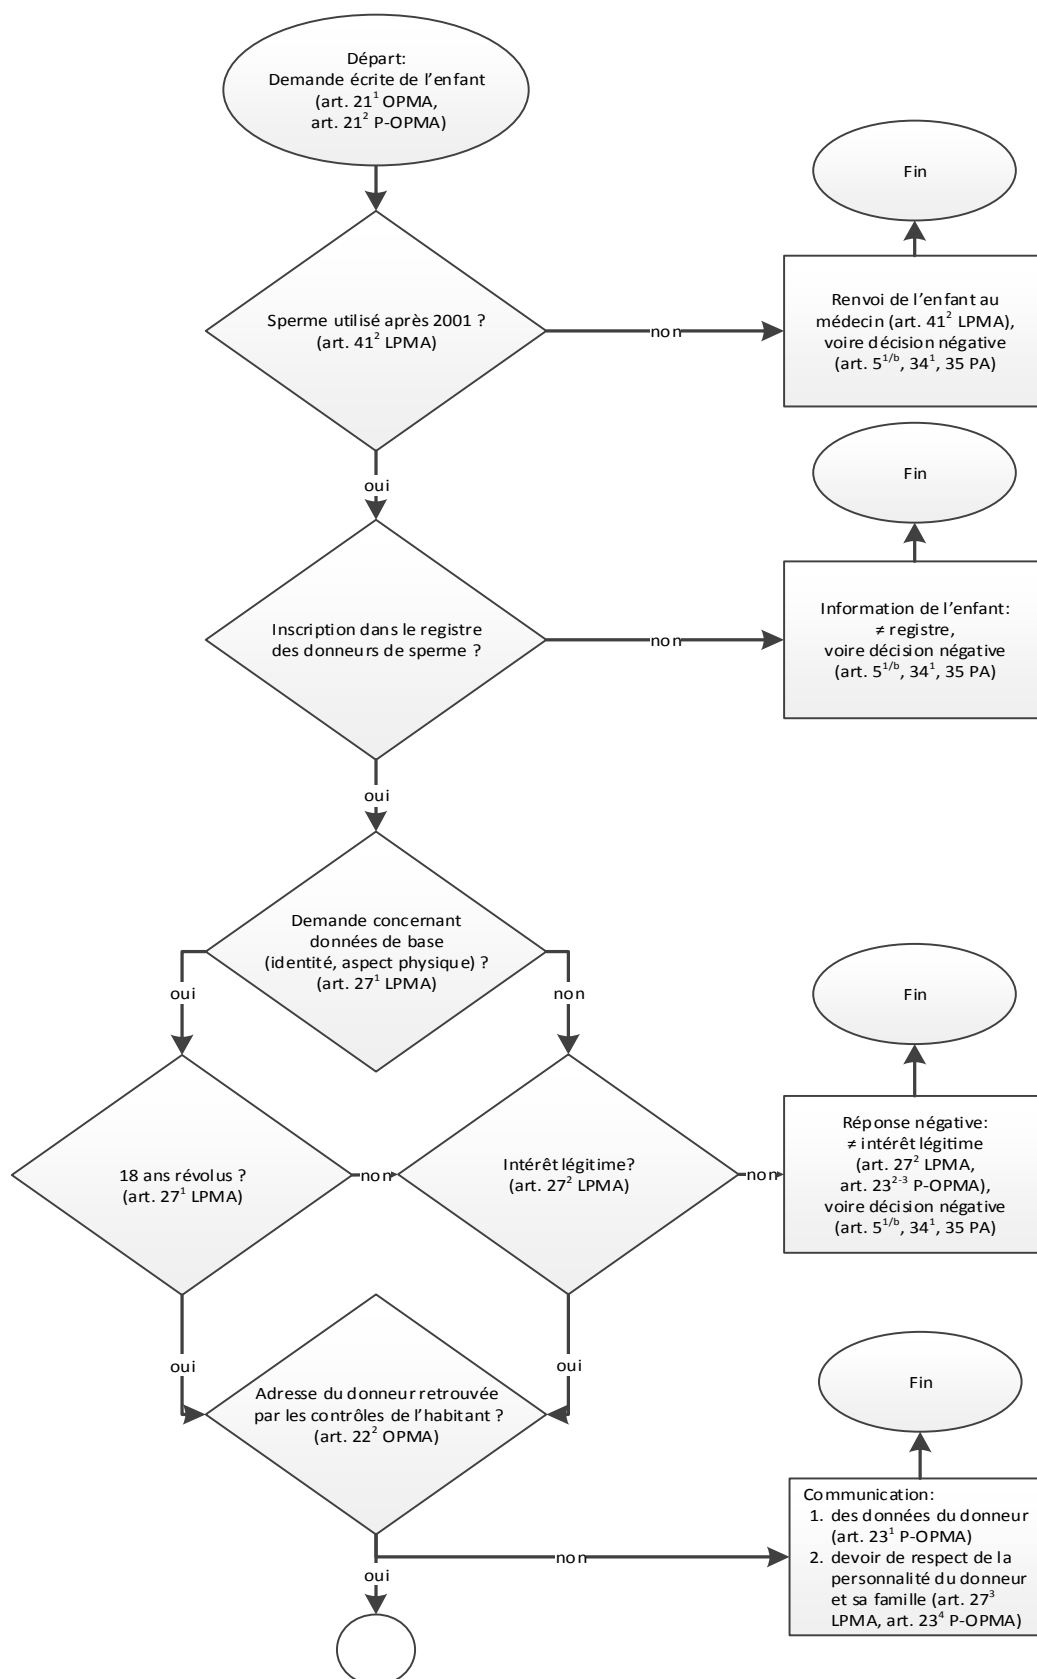 Départ:
Demande écrite de l'enfant
(art. 21¹ OPMA,
art. 21² P-OPMA)
Fin
Sperme utilisé après 2001 ?
(art. 41² LPMA)
non
Renvoi de l'enfant au
médecin (art. 41² LPMA),
voire décision négative
(art. 5¹ᐟᵇ, 34¹, 35 PA)
oui
Fin
Inscription dans le registre
des donneurs de sperme ?
non
Information de l'enfant:
≠ registre,
voire décision négative
(art. 5¹ᐟᵇ, 34¹, 35 PA)
oui
Demande concernant
données de base
(identité, aspect physique) ?
(art. 27¹ LPMA)
oui
non
Fin
18 ans révolus ?
(art. 27¹ LPMA)
non
Intérêt légitime?
(art. 27² LPMA)
non
Réponse négative:
≠ intérêt légitime
(art. 27² LPMA,
art. 23²⁻³ P-OPMA),
voire décision négative
(art. 5¹ᐟᵇ, 34¹, 35 PA)
oui
oui
Adresse du donneur retrouvée
par les contrôles de l'habitant ?
(art. 22² OPMA)
Fin
non
Communication:
1. des données du donneur
(art. 23¹ P-OPMA)
2. devoir de respect de la
personnalité du donneur
et sa famille (art. 27³
LPMA, art. 23⁴ P-OPMA)
oui